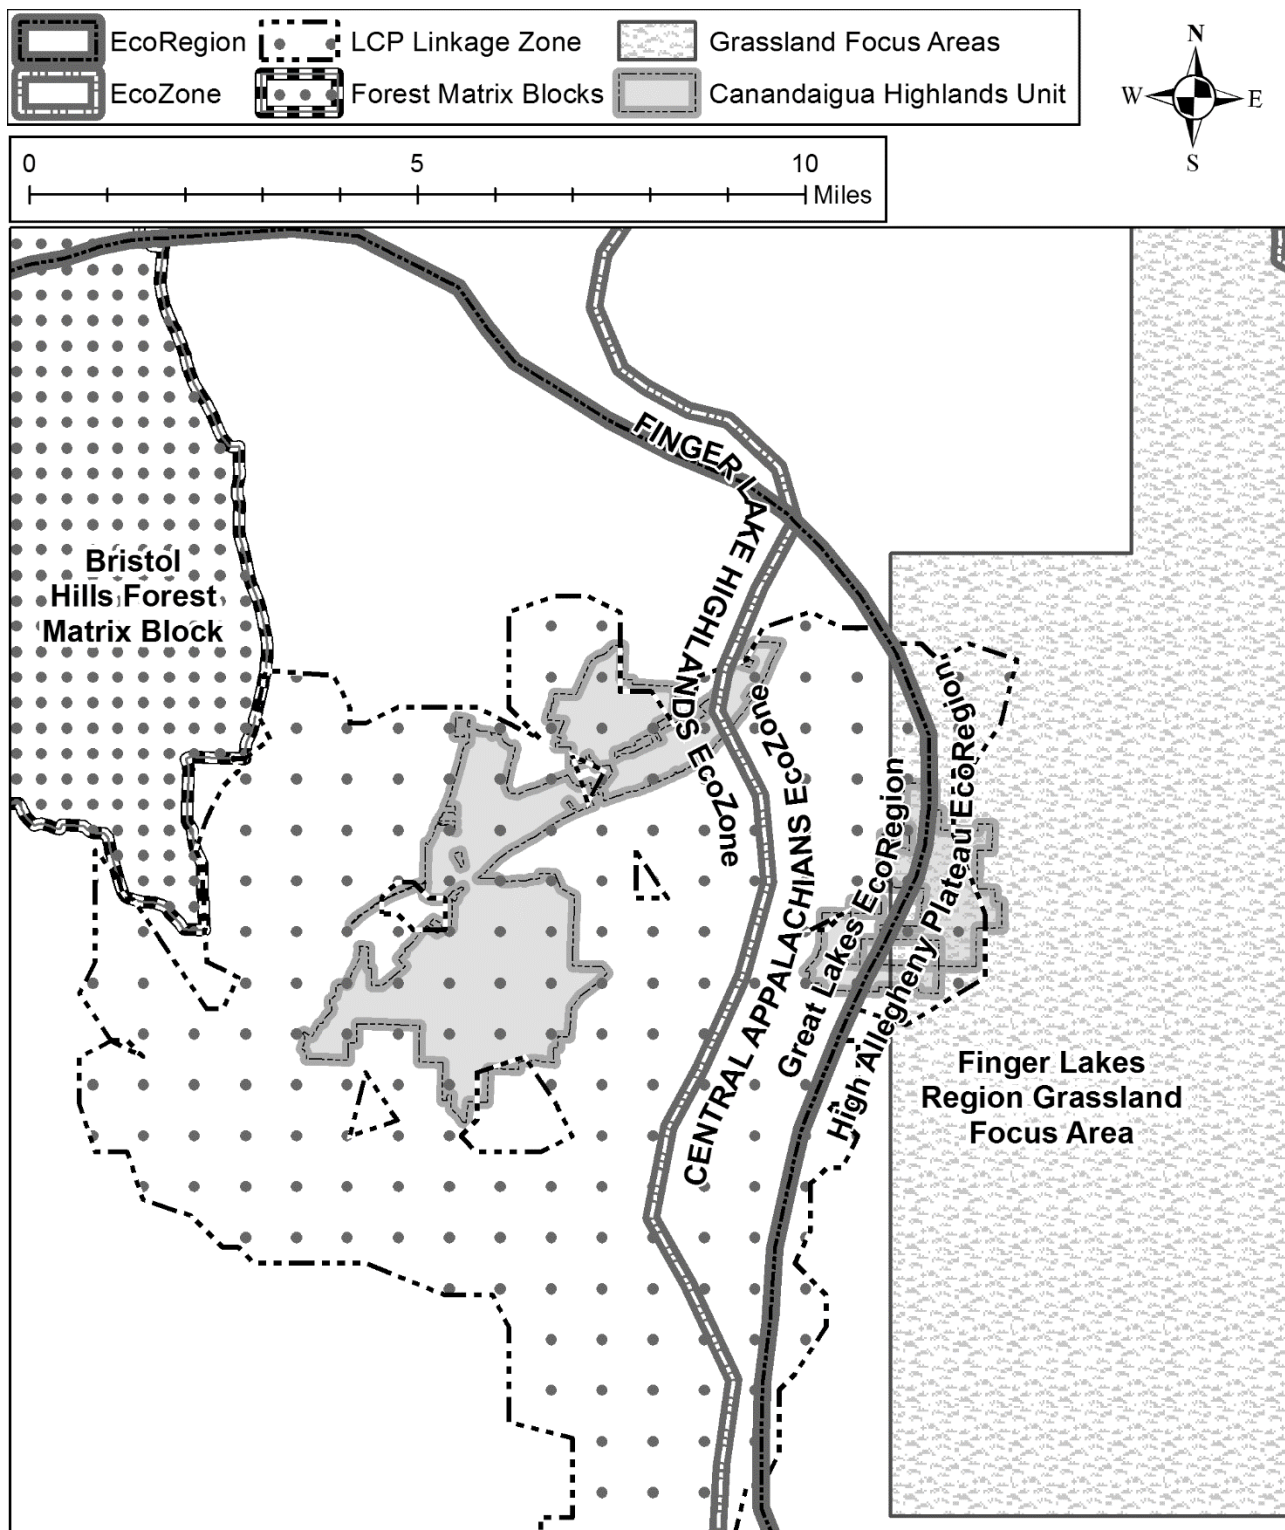 EcoRegion
LCP Linkage Zone
Grassland Focus Areas
EcoZone
Forest Matrix Blocks
Canandaigua Highlands Unit
N
W
E
S
0
5
10
Miles
FINGER LAKE HIGHLANDS EcoZone
Bristol
Hills Forest
Matrix Block
CENTRAL APPALACHIANS EcoZone
Great Lakes EcoRegion
High Allegheny Plateau EcoRegion
Finger Lakes
Region Grassland
Focus Area